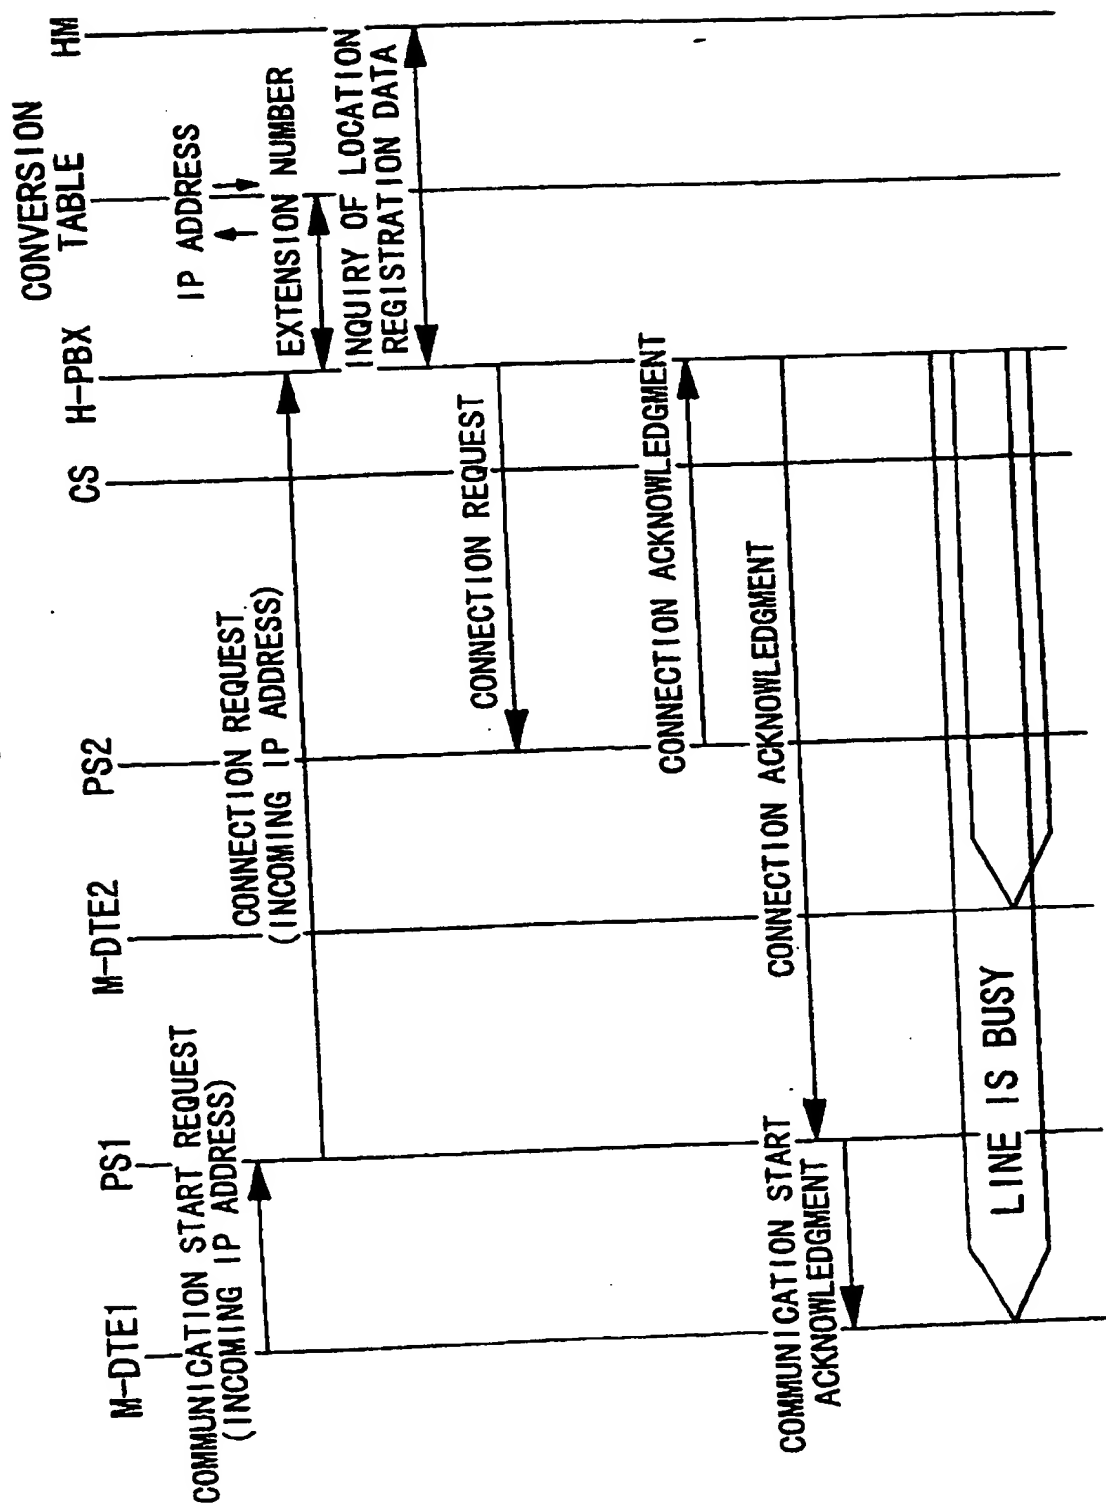 M-DTE1
PS1
M-DTE2
PS2
CS
H-PBX
CONVERSION
TABLE
HM
COMMUNICATION START REQUEST
(INCOMING IP ADDRESS)
CONNECTION REQUEST
(INCOMING IP ADDRESS)
IP ADDRESS
EXTENSION NUMBER
INQUIRY OF LOCATION
REGISTRATION DATA
CONNECTION REQUEST
CONNECTION ACKNOWLEDGMENT
CONNECTION ACKNOWLEDGMENT
COMMUNICATION START
ACKNOWLEDGMENT
LINE IS BUSY